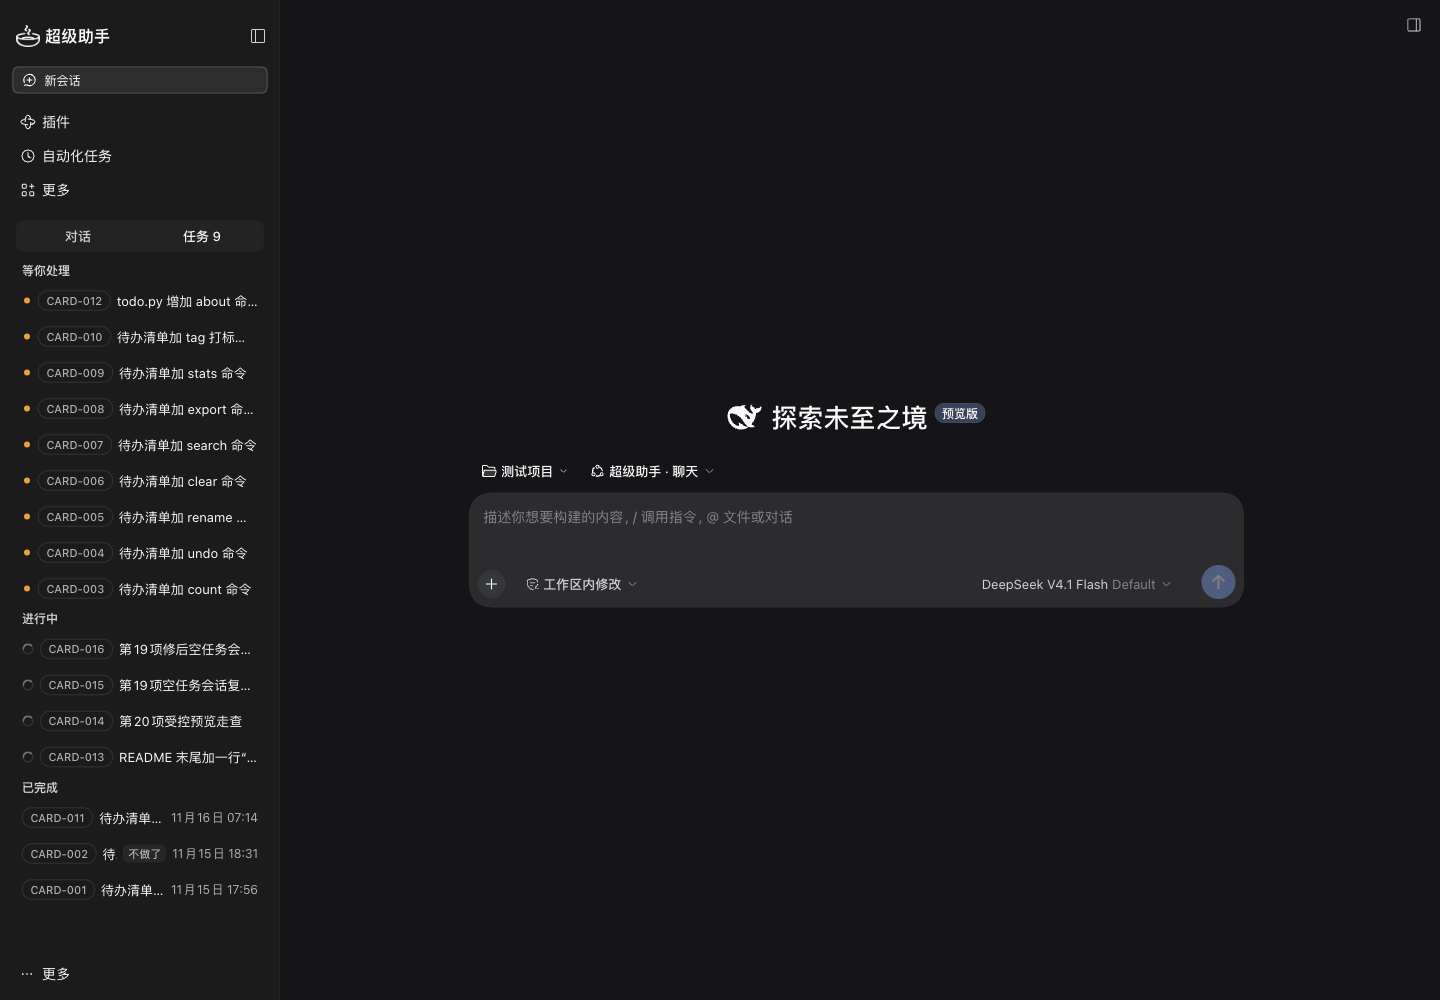 超级助手
新会话
插件
自动化任务
更多
对话 任务 9
等你处理
CARD-012 todo.py 增加 about 命...
CARD-010 待办清单加 tag 打标...
CARD-009 待办清单加 stats 命令
CARD-008 待办清单加 export 命...
CARD-007 待办清单加 search 命令
CARD-006 待办清单加 clear 命令
CARD-005 待办清单加 rename ...
CARD-004 待办清单加 undo 命令
CARD-003 待办清单加 count 命令
进行中
CARD-016 第19项修后空任务会...
CARD-015 第19项空任务会话复...
CARD-014 第20项受控预览走查
CARD-013 README 末尾加一行“...
已完成
CARD-011 待办清单... 11月16日 07:14
CARD-002 待 不做了 11月15日 18:31
CARD-001 待办清单... 11月15日 17:56
... 更多
探索未至之境 预览版
测试项目 超级助手 · 聊天
描述你想要构建的内容, / 调用指令, @ 文件或对话
工作区内修改 DeepSeek V4.1 Flash Default